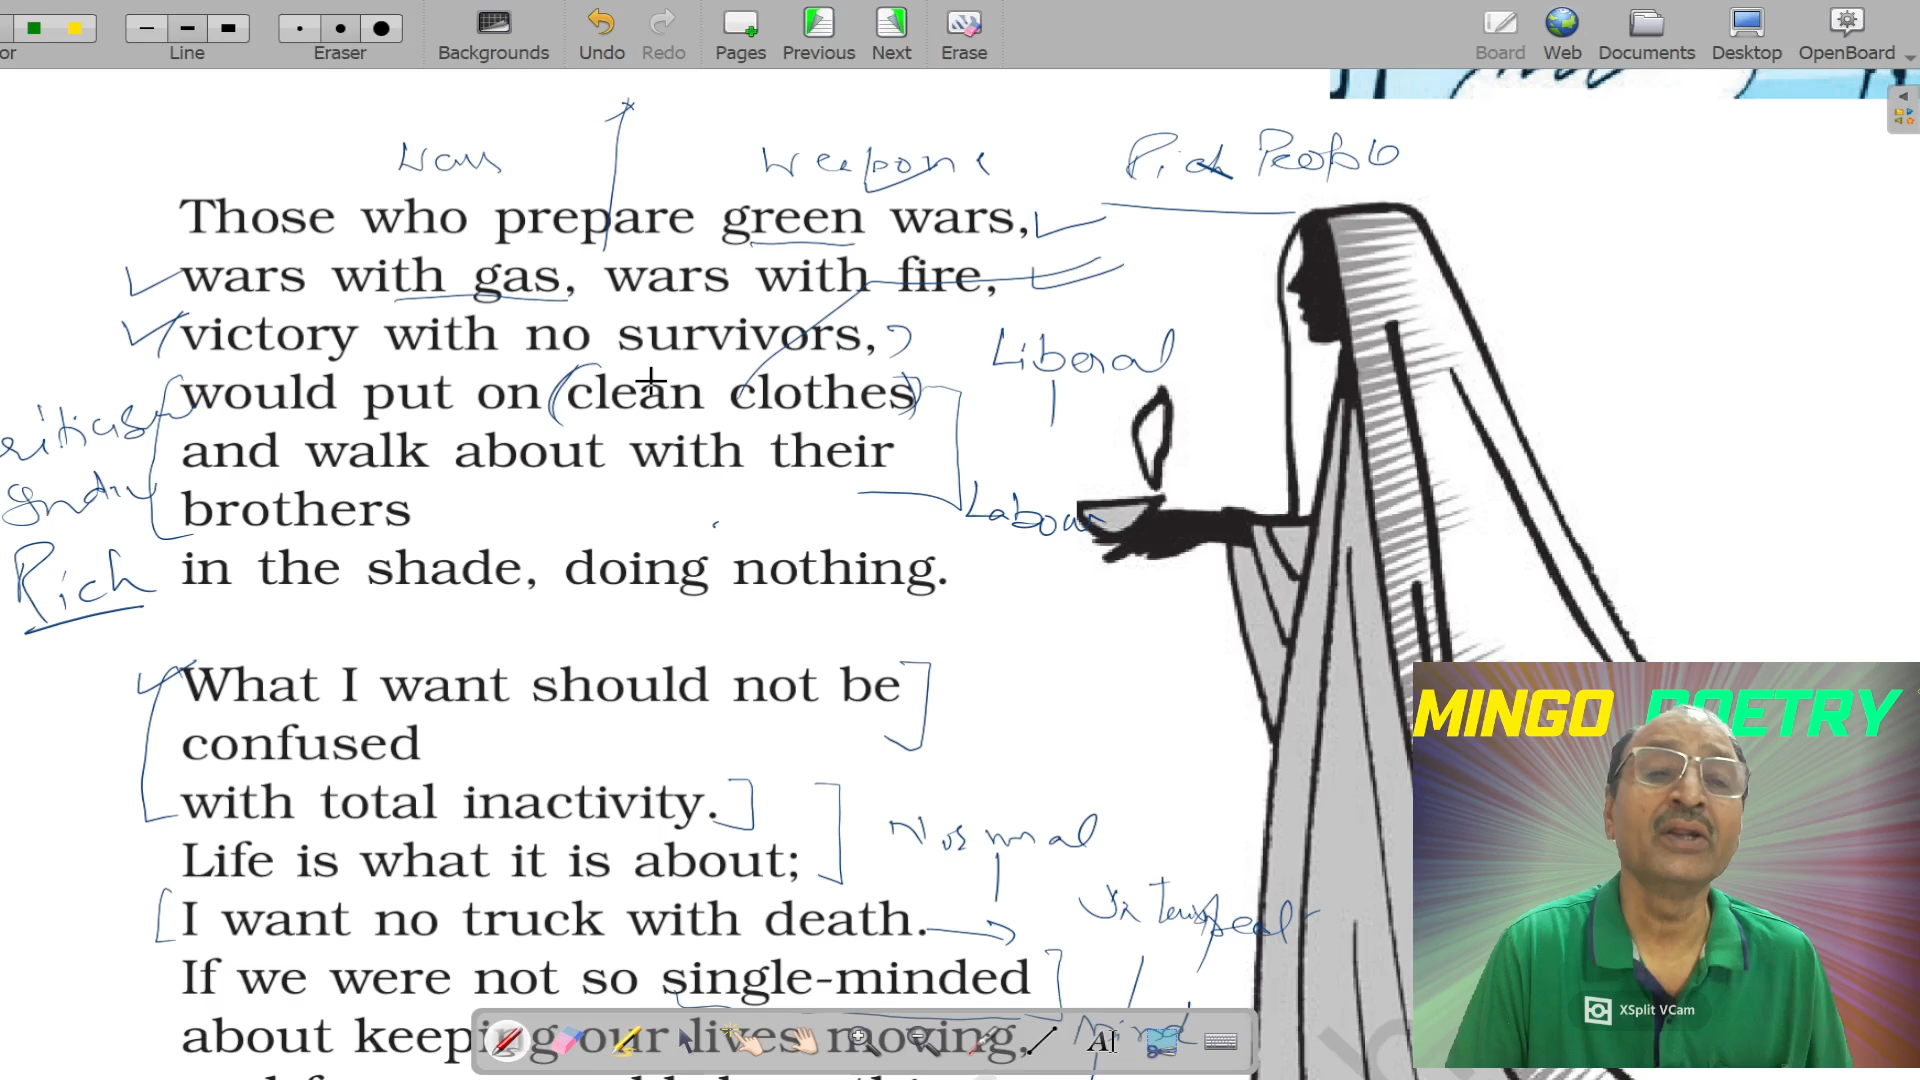 or Line Eraser Backgrounds Undo Redo Pages Previous Next Erase Board Web Documents Desktop OpenBoard
Wars Weapons Rich People
Those who prepare green wars,
wars with gas, wars with fire,
victory with no survivors,
Liberal
would put on (clean clothes)
and walk about with their
brothers
Labour
Rich
in the shade, doing nothing.
What I want should not be
confused
with total inactivity.
Normal
Life is what it is about;
I want no truck with death.
If we were not so single-minded
about keeping our lives moving,
Mind
MINGO POETRY
XSplit VCam